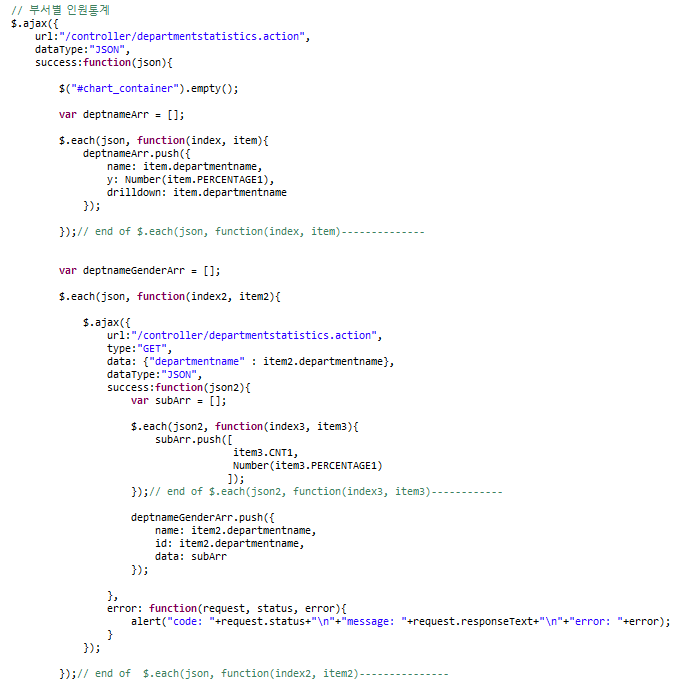 // 부서별 인원통계
$.ajax({
url:"/controller/departmentstatistics.action",
dataType:"JSON",
success:function(json){
$("#chart_container").empty();
var deptnameArr = [];
$.each(json, function(index, item){
deptnameArr.push({
name: item.departmentname,
y: Number(item.PERCENTAGE1),
drilldown: item.departmentname
});
});// end of $.each(json, function(index, item)--------------
var deptnameGenderArr = [];
$.each(json, function(index2, item2){
$.ajax({
url:"/controller/departmentstatistics.action",
type:"GET",
data: {"departmentname" : item2.departmentname},
dataType:"JSON",
success:function(json2){
var subArr = [];
$.each(json2, function(index3, item3){
subArr.push([
item3.CNT1,
Number(item3.PERCENTAGE1)
]);
});// end of $.each(json2, function(index3, item3)------------
deptnameGenderArr.push({
name: item2.departmentname,
id: item2.departmentname,
data: subArr
});
},
error: function(request, status, error){
alert("code: "+request.status+"\n"+"message: "+request.responseText+"\n"+"error: "+error);
}
});
});// end of  $.each(json, function(index2, item2)---------------